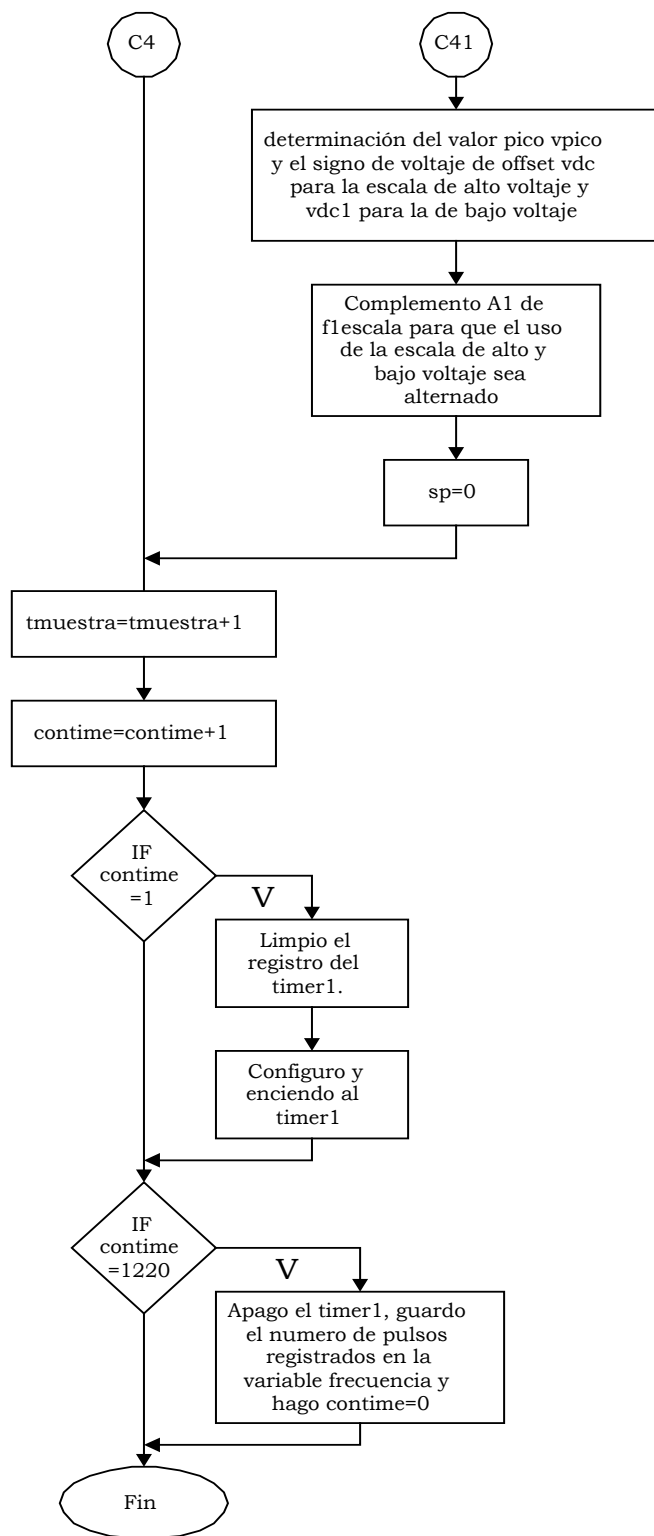 C4
C41
determinación del valor pico vpico
y el signo de voltaje de offset vdc
para la escala de alto voltaje y
vdc1 para la de bajo voltaje
Complemento A1 de
f1escala para que el uso
de la escala de alto y
bajo voltaje sea
alternado
sp=0
tmuestra=tmuestra+1
contime=contime+1
IF
contime
=1
V
Limpio el
registro del
timer1.
Configuro y
enciendo al
timer1
IF
contime
=1220
V
Apago el timer1, guardo
el numero de pulsos
registrados en la
variable frecuencia y
hago contime=0
Fin